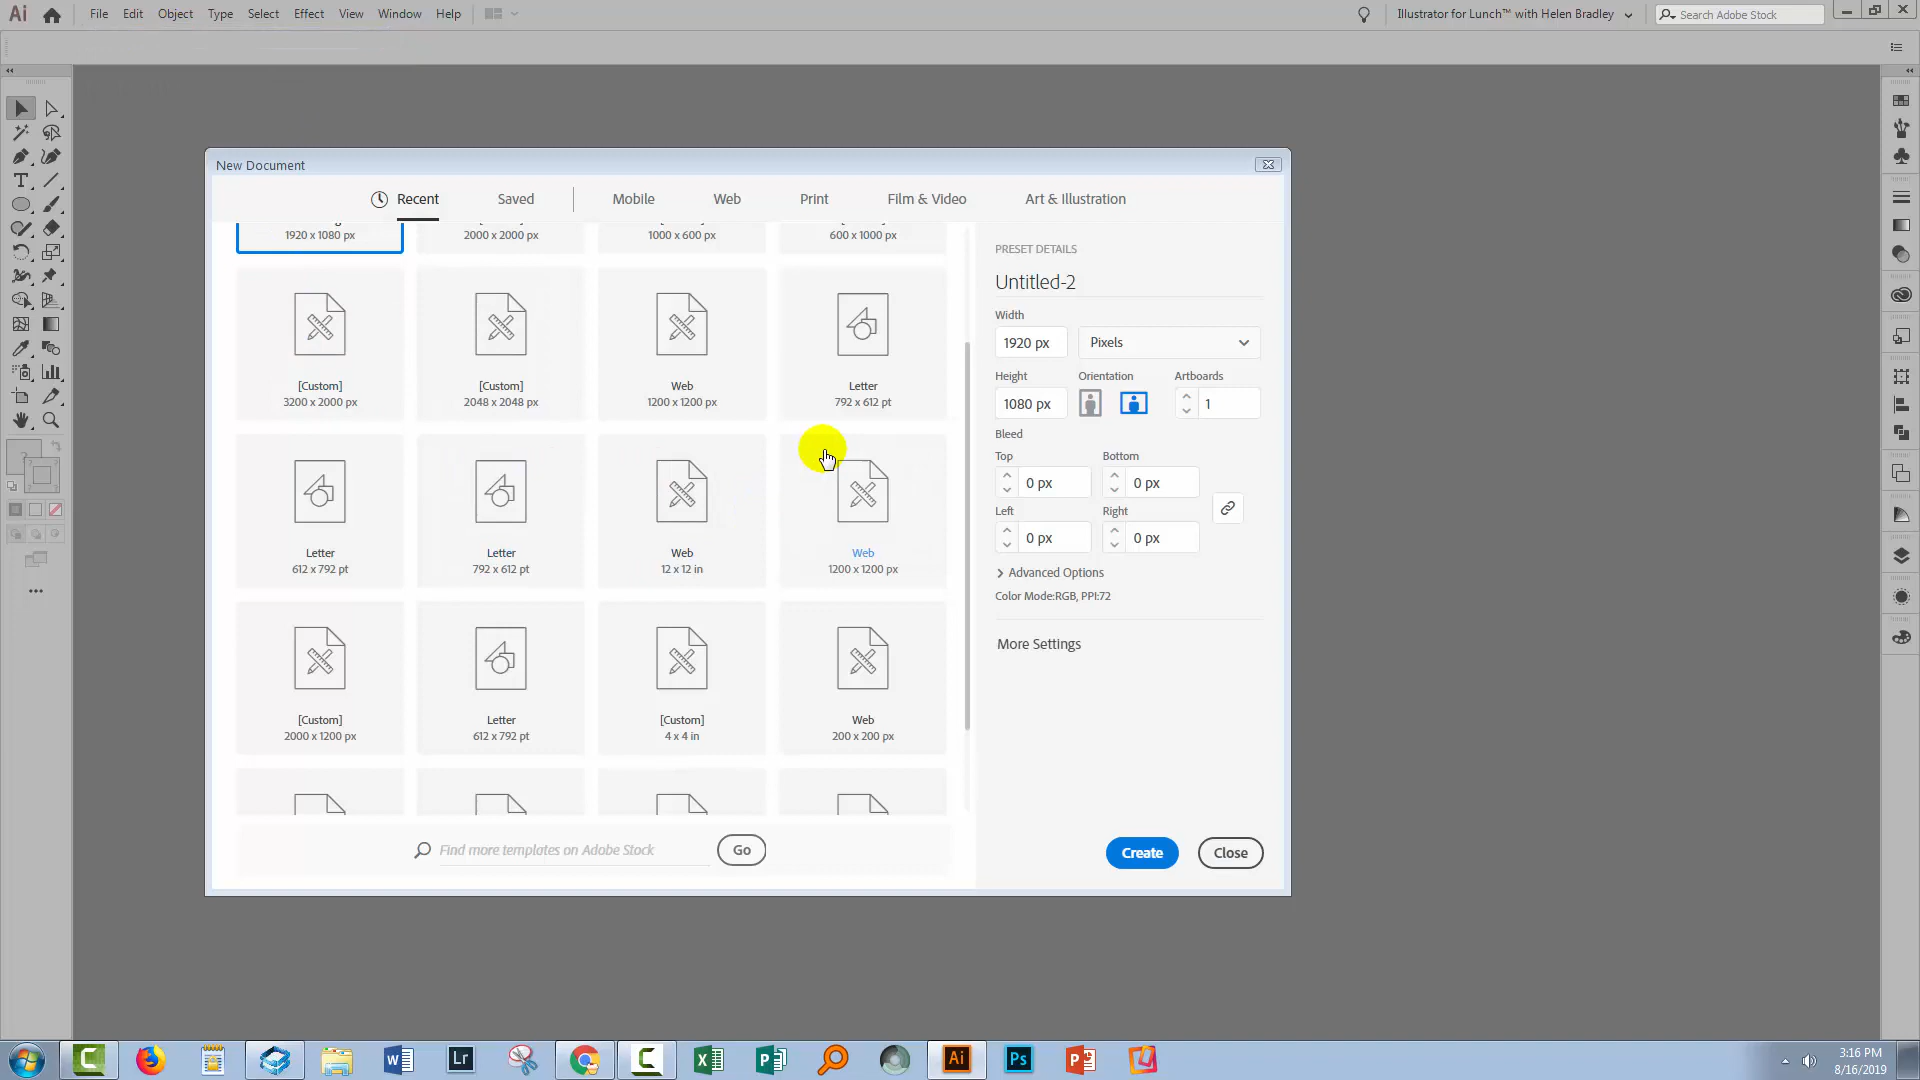 Ai File Edit Object Type Select Effect View Window Help Illustrator for Lunch™ with Helen Bradley Search Adobe Stock
New Document
Recent Saved Mobile Web Print Film & Video Art & Illustration
1920 x 1080 px 2000 x 2000 px 1000 x 600 px 600 x 1000 px
[Custom] [Custom] Web Letter
3200 x 2000 px 2048 x 2048 px 1200 x 1200 px 792 x 612 pt
Letter Letter Web Web
612 x 792 pt 792 x 612 pt 12 x 12 in 1200 x 1200 px
[Custom] Letter [Custom] Web
2000 x 1200 px 612 x 792 pt 4 x 4 in 200 x 200 px
Find more templates on Adobe Stock Go
PRESET DETAILS
Untitled-2
Width
1920 px Pixels
Height Orientation Artboards
1080 px 1
Bleed
Top Bottom
0 px 0 px
Left Right
0 px 0 px
Advanced Options
Color Mode:RGB, PPI:72
More Settings
Create Close
Lr Ai Ps
3:16 PM
8/16/2019